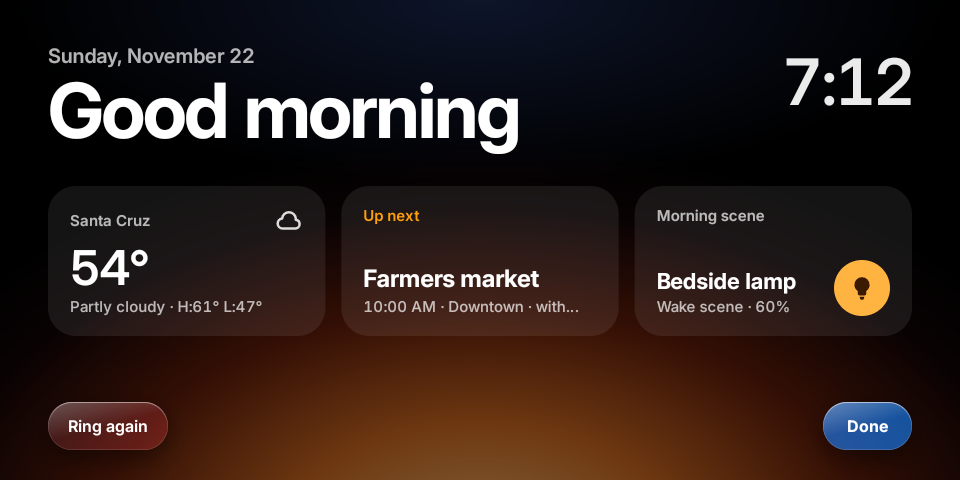 Sunday, November 22
Good morning
7:12
Santa Cruz
54°
Partly cloudy · H:61° L:47°
Up next
Farmers market
10:00 AM · Downtown · with...
Morning scene
Bedside lamp
Wake scene · 60%
Ring again
Done